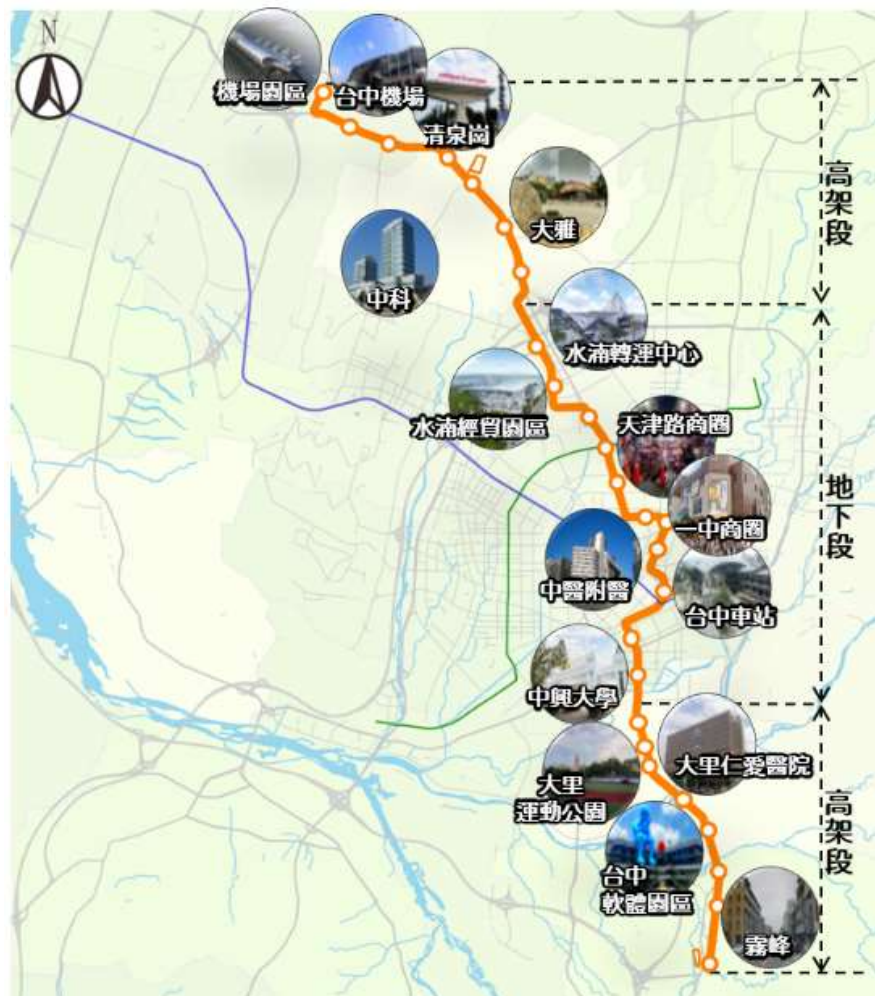 N
機場園區
台中機場
清泉崗
高架段
大雅
中科
水湳轉運中心
水湳經貿園區
天津路商圈
地下段
一中商圈
中醫附醫
台中車站
中興大學
大里仁愛醫院
大里
運動公園
高架段
台中
軟體園區
霧峰